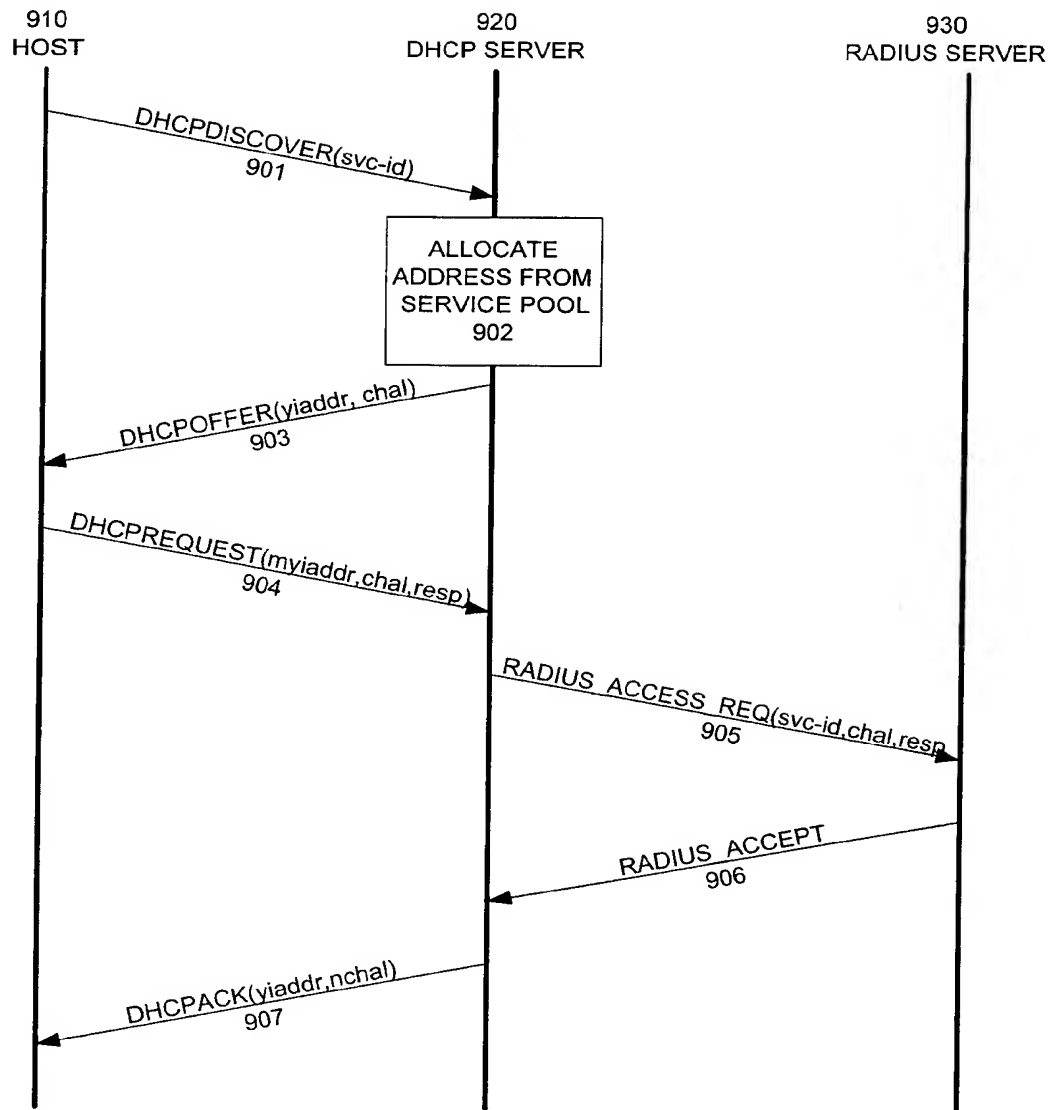 910
HOST
920
DHCP SERVER
930
RADIUS SERVER
DHCPDISCOVER(svc-id)
901
ALLOCATE
ADDRESS FROM
SERVICE POOL
902
DHCPOFFER(yiaddr, chal)
903
DHCPREQUEST(myiaddr,chal,resp)
904
RADIUS_ACCESS_REQ(svc-id,chal,resp
905
RADIUS_ACCEPT
906
DHCPACK(yiaddr,nchal)
907